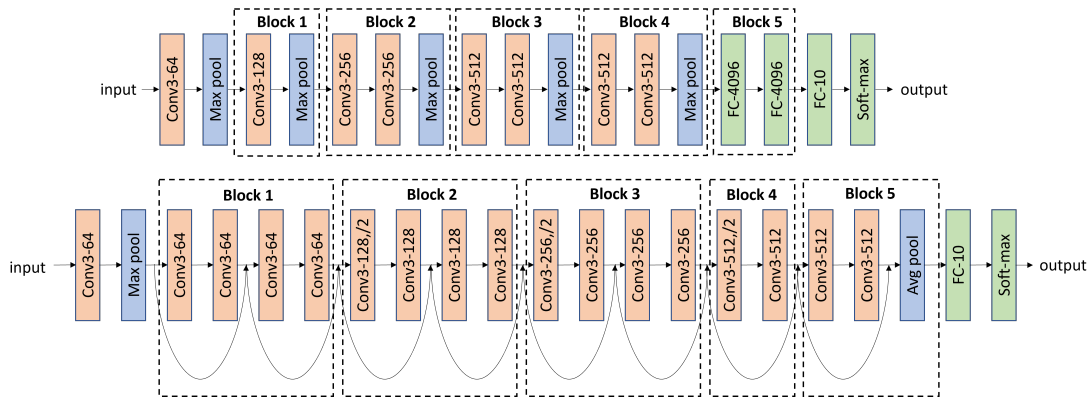 Block 1
Block 2
Block 3
Block 4
Block 5
input
Conv3-64
Max pool
Conv3-128
Max pool
Conv3-256
Conv3-256
Max pool
Conv3-512
Conv3-512
Max pool
Conv3-512
Conv3-512
Max pool
FC-4096
FC-4096
FC-10
Soft-max
output
Block 1
Block 2
Block 3
Block 4
Block 5
input
Conv3-64
Max pool
Conv3-64
Conv3-64
Conv3-64
Conv3-64
Conv3-128,/2
Conv3-128
Conv3-128
Conv3-128
Conv3-256,/2
Conv3-256
Conv3-256
Conv3-256
Conv3-512,/2
Conv3-512
Conv3-512
Conv3-512
Avg pool
FC-10
Soft-max
output